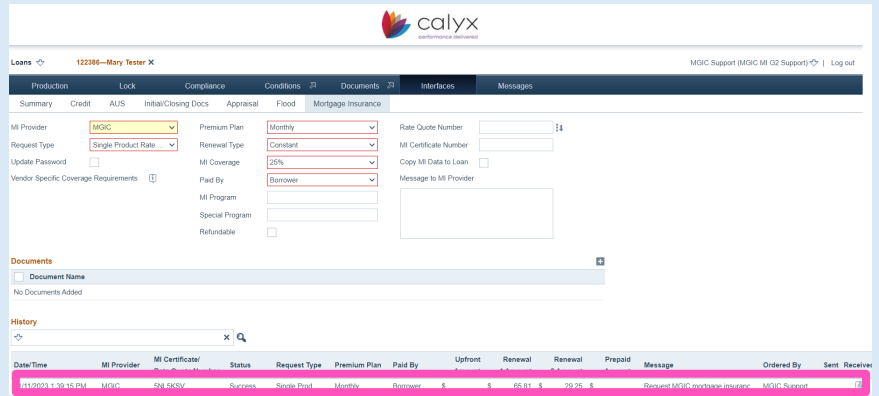 calyx
performance delivered
Loans 122386—Mary Tester X MGIC Support (MGIC MI G2 Support) | Log out
Production Lock Compliance Conditions Documents Interfaces Messages
Summary Credit AUS Initial/Closing Docs Appraisal Flood Mortgage Insurance
MI Provider MGIC Premium Plan Monthly Rate Quote Number
Request Type Single Product Rate ... Renewal Type Constant MI Certificate Number
Update Password MI Coverage 25% Copy MI Data to Loan
Vendor Specific Coverage Requirements Paid By Borrower Message to MI Provider
MI Program
Special Program
Refundable
Documents
Document Name
No Documents Added
History
Date/Time MI Provider MI Certificate/ Status Request Type Premium Plan Paid By Upfront Renewal Renewal Prepaid Message Ordered By Sent Received
/11/2023 1:39:15 PM MGIC 5NL5KSV Success Single Prod Monthly Borrower $ $ 65.81 $ 29.25 $ Request MGIC mortgage insuranc MGIC Support